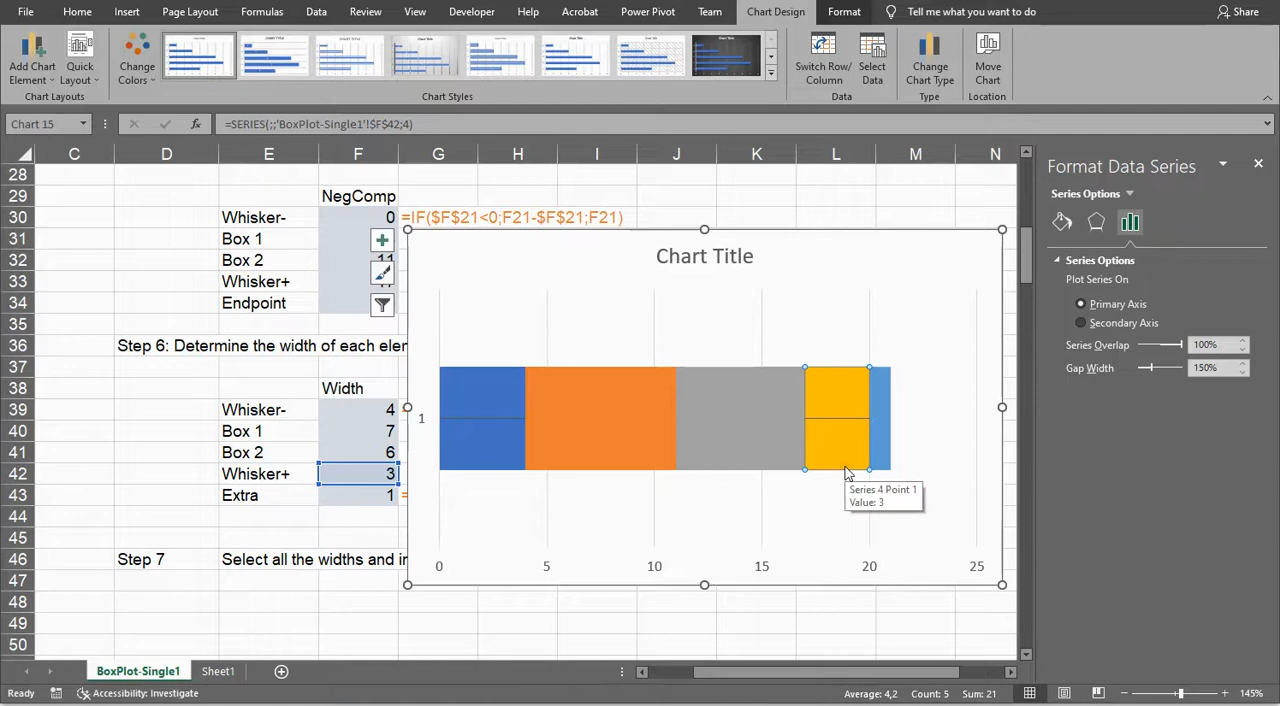 File Home Insert Page Layout Formulas Data Review View Developer Help Acrobat Power Pivot Team Chart Design Format Tell me what you want to do Share
Add Chart Element
Quick Layout
Change Colors
Switch Row/ Column
Select Data
Change Chart Type
Move Chart
Chart Layouts Chart Styles Data Type Location
Chart 15 fx =SERIES(;;'BoxPlot-Single1'!$F$42;4)
C D E F G H I J K L M N
28
29 NegComp
30 Whisker- 0 =IF($F$21<0;F21-$F$21;F21)
31 Box 1
32 Box 2
33 Whisker+
34 Endpoint
35
36 Step 6: Determine the width of each eler
37
38 Width
39 Whisker- 4
40 Box 1 7
41 Box 2 6
42 Whisker+ 3
43 Extra 1
44
45
46 Step 7 Select all the widths and in
47
48
49
50
Chart Title
1
Series 4 Point 1
Value: 3
0 5 10 15 20 25
Format Data Series
Series Options
Series Options
Plot Series On
Primary Axis
Secondary Axis
Series Overlap 100%
Gap Width 150%
BoxPlot-Single1 Sheet1
Ready Accessibility: Investigate Average: 4,2 Count: 5 Sum: 21 145%